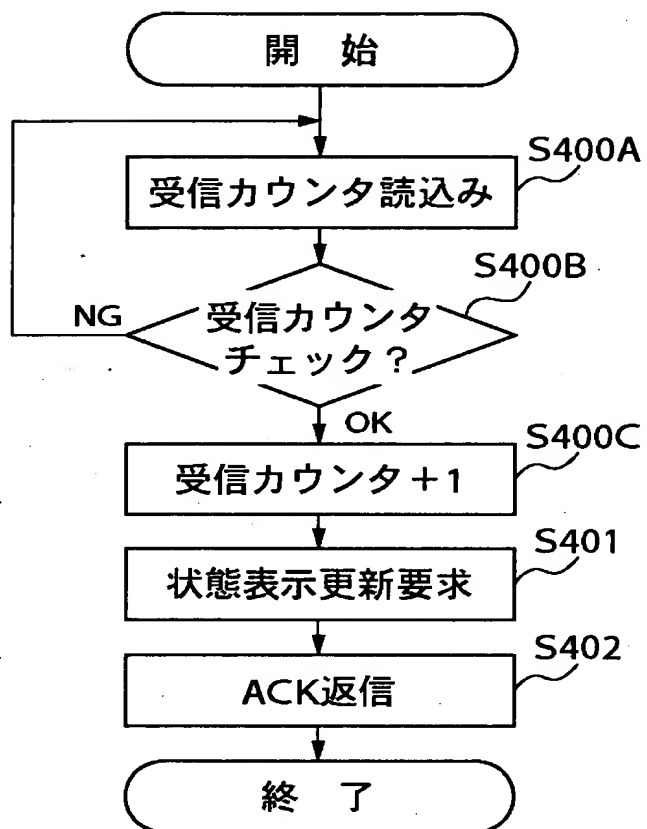 開 始
S400A
受信カウンタ読込み
S400B
NG
受信カウンタ
チェック？
OK
S400C
受信カウンタ＋1
S401
状態表示更新要求
S402
ACK返信
終 了